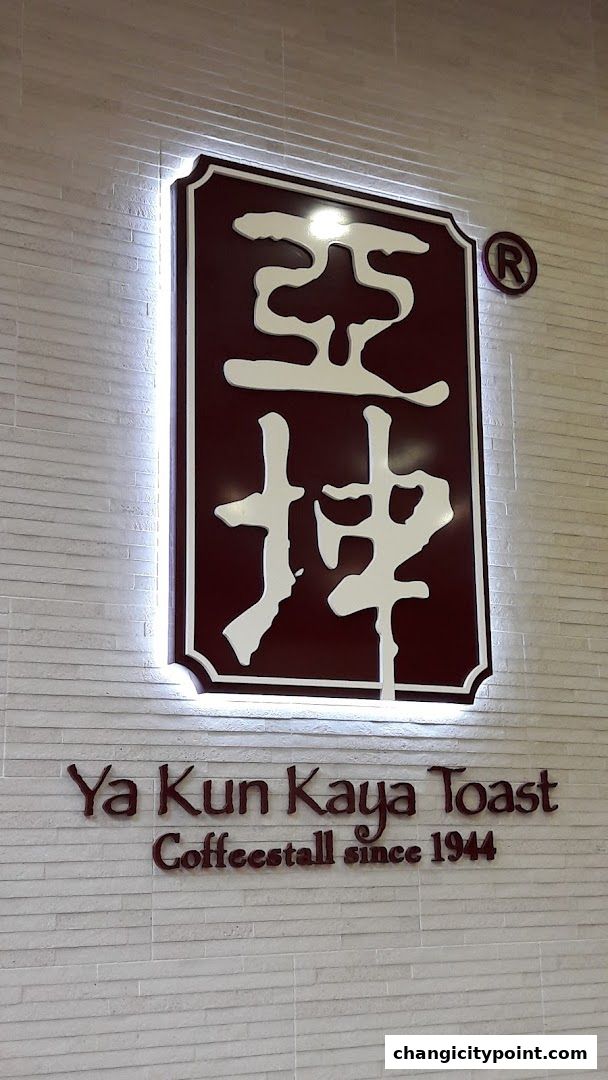 亞坤
®
Ya Kun Kaya Toast
Coffeestall since 1944
changicitypoint.com